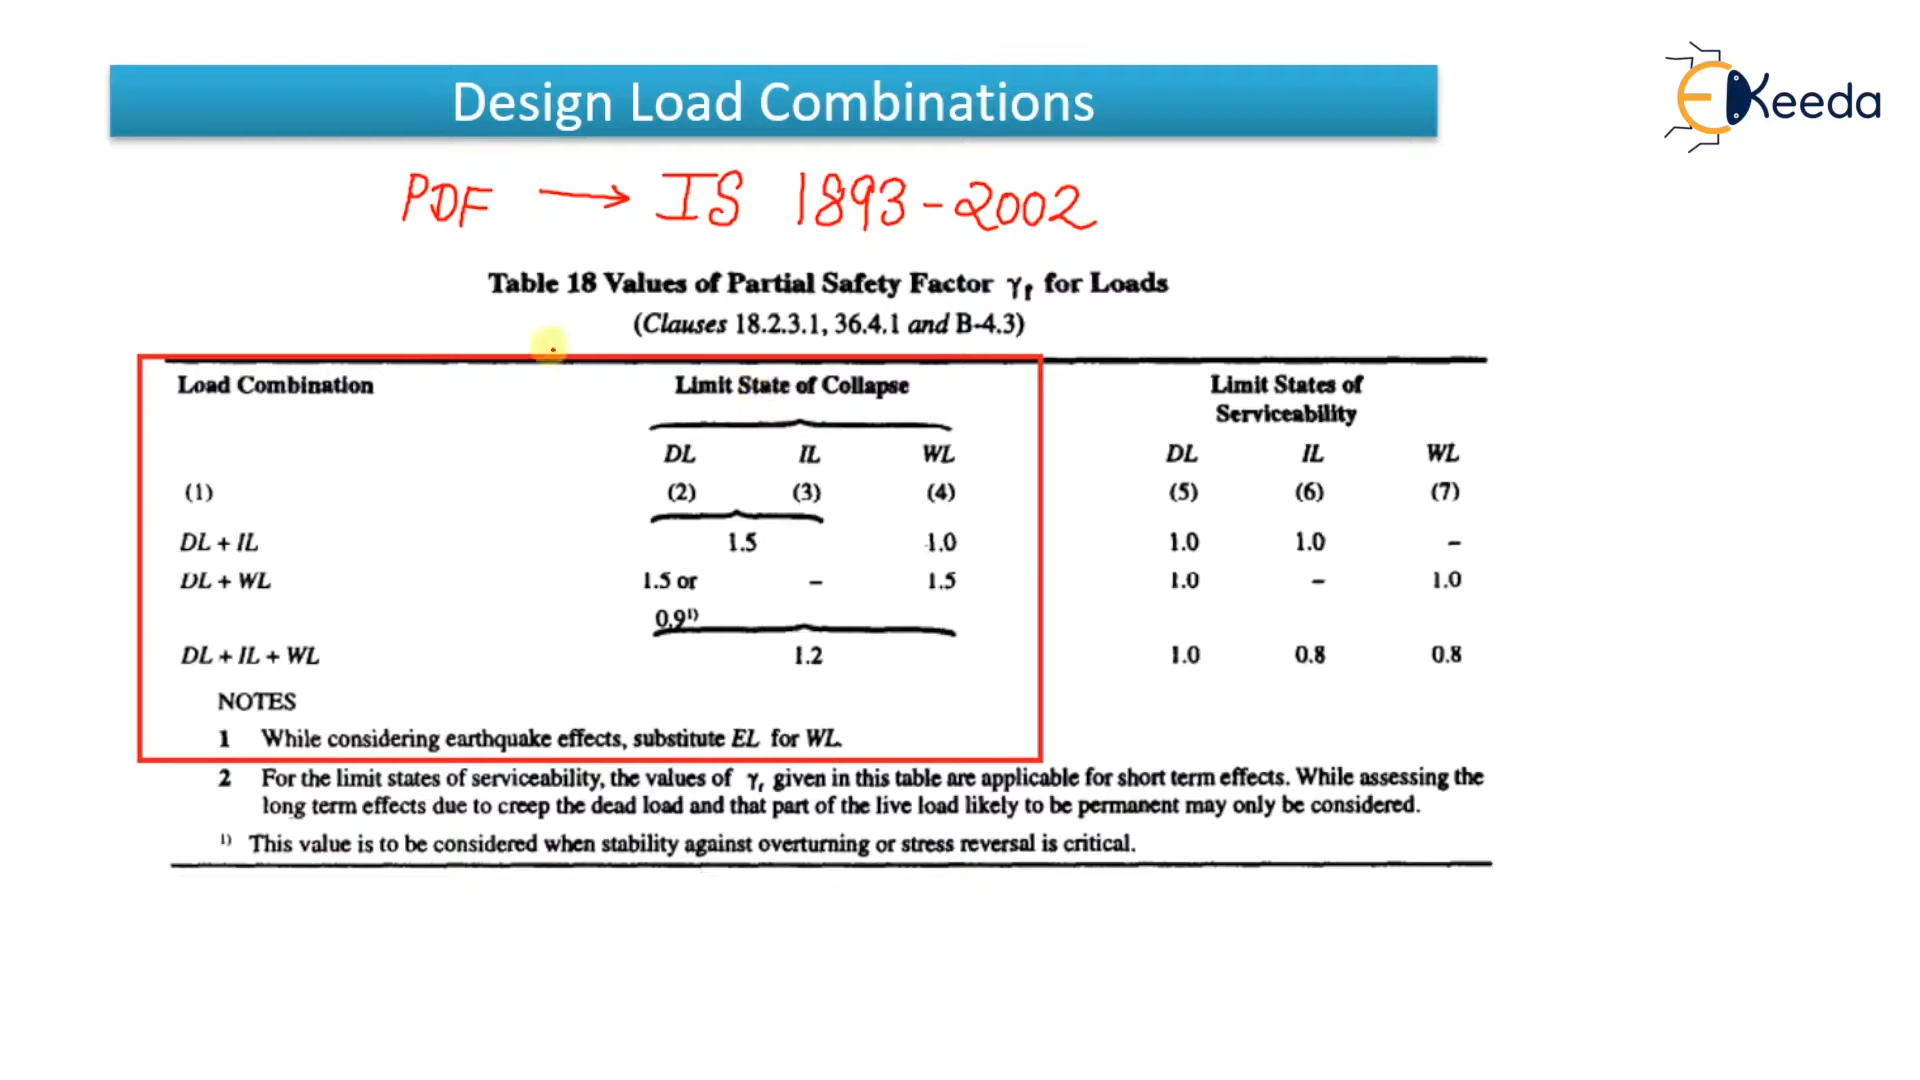 Design Load Combinations
EKeeda
PDF → IS 1893-2002
Table 18 Values of Partial Safety Factor γf for Loads
(Clauses 18.2.3.1, 36.4.1 and B-4.3)
Load Combination Limit State of Collapse Limit States of Serviceability
DL IL WL DL IL WL
(1) (2) (3) (4) (5) (6) (7)
DL + IL 1.5 1.0 1.0 1.0 –
DL + WL 1.5 or 0.9¹⁾ – 1.5 1.0 – 1.0
DL + IL + WL 1.2 1.0 0.8 0.8
NOTES
1 While considering earthquake effects, substitute EL for WL.
2 For the limit states of serviceability, the values of γf given in this table are applicable for short term effects. While assessing the
long term effects due to creep the dead load and that part of the live load likely to be permanent may only be considered.
¹⁾ This value is to be considered when stability against overturning or stress reversal is critical.